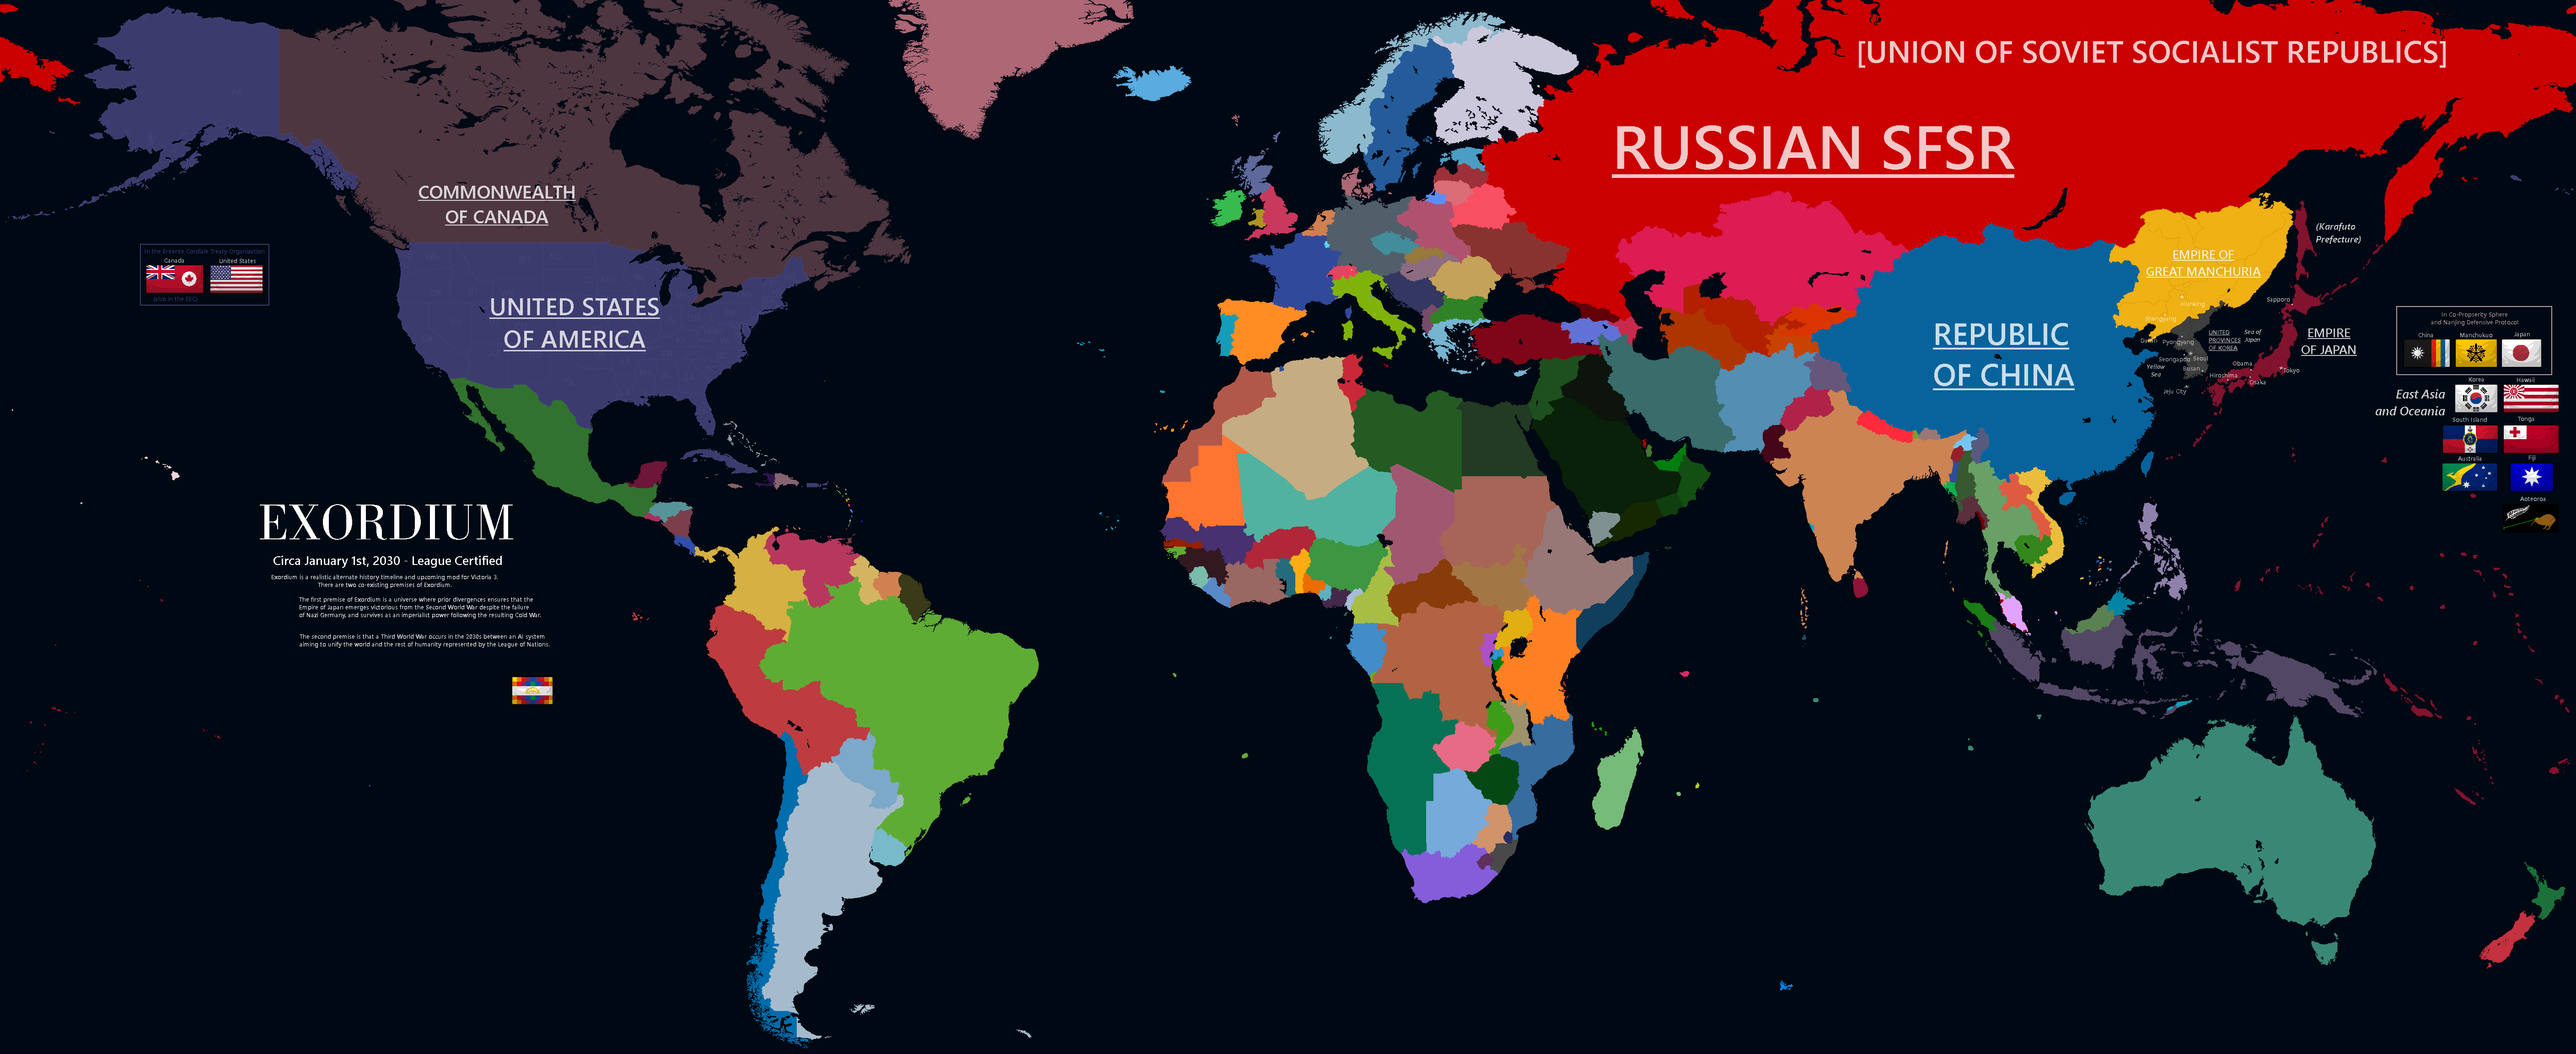 [UNION OF SOVIET SOCIALIST REPUBLICS]
RUSSIAN SFSR
COMMONWEALTH
OF CANADA
In the Entente Cordiale Treaty Organisation
Canada
United States
UNITED STATES
OF AMERICA
(Karafuto
Prefecture)
EMPIRE OF
GREAT MANCHURIA
Sapporo
EMPIRE
OF JAPAN
REPUBLIC
OF CHINA
UNITED
PROVINCES
OF KOREA
Sea of
Japan
Pyongyang
Seoul
Busan
Yellow
Sea
Jeju City
Hiroshima
Obama
Osaka
Tokyo
In Co-Prosperity Sphere
and Nanjing Defensive Protocol
China
Manchukuo
Japan
East Asia
and Oceania
Korea
Hawaii
South Island
Tonga
Australia
Fiji
Aotearoa
EXORDIUM
Circa January 1st, 2030 - League Certified
Exordium is a realistic alternate history timeline and upcoming mod for Victoria 3.
There are two co-existing premises of Exordium.
The first premise of Exordium is a universe where prior divergences ensures that the
Empire of Japan emerges victorious from the Second World War despite the failure
of Nazi Germany, and survives as an imperialist power following the resulting Cold War.
The second premise is that a Third World War occurs in the 2030s between an AI system
aiming to unify the world and the rest of humanity represented by the League of Nations.